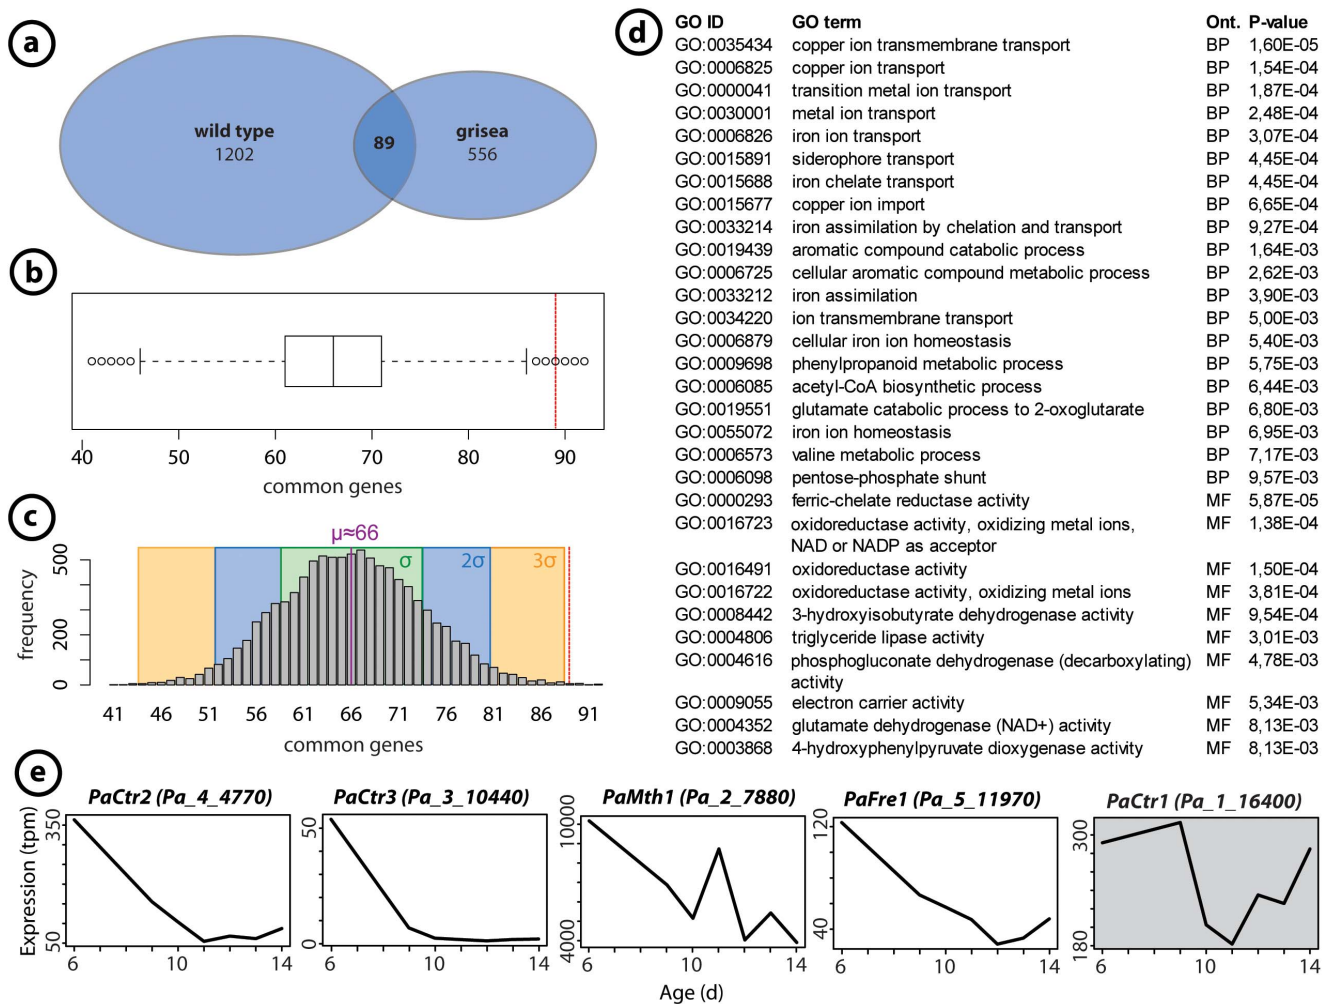 a
wild type
1202
89
grisea
556
b
40 50 60 70 80 90
common genes
c
μ≈66
σ 2σ 3σ
frequency
0 200 500
41 46 51 56 61 66 71 76 81 86 91
common genes
d
GO ID GO term Ont. P-value
GO:0035434 copper ion transmembrane transport BP 1,60E-05
GO:0006825 copper ion transport BP 1,54E-04
GO:0000041 transition metal ion transport BP 1,87E-04
GO:0030001 metal ion transport BP 2,48E-04
GO:0006826 iron ion transport BP 3,07E-04
GO:0015891 siderophore transport BP 4,45E-04
GO:0015688 iron chelate transport BP 4,45E-04
GO:0015677 copper ion import BP 6,65E-04
GO:0033214 iron assimilation by chelation and transport BP 9,27E-04
GO:0019439 aromatic compound catabolic process BP 1,64E-03
GO:0006725 cellular aromatic compound metabolic process BP 2,62E-03
GO:0033212 iron assimilation BP 3,90E-03
GO:0034220 ion transmembrane transport BP 5,00E-03
GO:0006879 cellular iron ion homeostasis BP 5,40E-03
GO:0009698 phenylpropanoid metabolic process BP 5,75E-03
GO:0006085 acetyl-CoA biosynthetic process BP 6,44E-03
GO:0019551 glutamate catabolic process to 2-oxoglutarate BP 6,80E-03
GO:0055072 iron ion homeostasis BP 6,95E-03
GO:0006573 valine metabolic process BP 7,17E-03
GO:0006098 pentose-phosphate shunt BP 9,57E-03
GO:0000293 ferric-chelate reductase activity MF 5,87E-05
GO:0016723 oxidoreductase activity, oxidizing metal ions, MF 1,38E-04
NAD or NADP as acceptor
GO:0016491 oxidoreductase activity MF 1,50E-04
GO:0016722 oxidoreductase activity, oxidizing metal ions MF 3,81E-04
GO:0008442 3-hydroxyisobutyrate dehydrogenase activity MF 9,54E-04
GO:0004806 triglyceride lipase activity MF 3,01E-03
GO:0004616 phosphogluconate dehydrogenase (decarboxylating) MF 4,78E-03
activity
GO:0009055 electron carrier activity MF 5,34E-03
GO:0004352 glutamate dehydrogenase (NAD+) activity MF 8,13E-03
GO:0003868 4-hydroxyphenylpyruvate dioxygenase activity MF 8,13E-03
e
PaCtr2 (Pa_4_4770) PaCtr3 (Pa_3_10440) PaMth1 (Pa_2_7880) PaFre1 (Pa_5_11970) PaCtr1 (Pa_1_16400)
Expression (tpm)
50 350
0 50
4000 10000
40 120
180 300
6 10 14 6 10 14 6 10 14 6 10 14 6 10 14
Age (d)